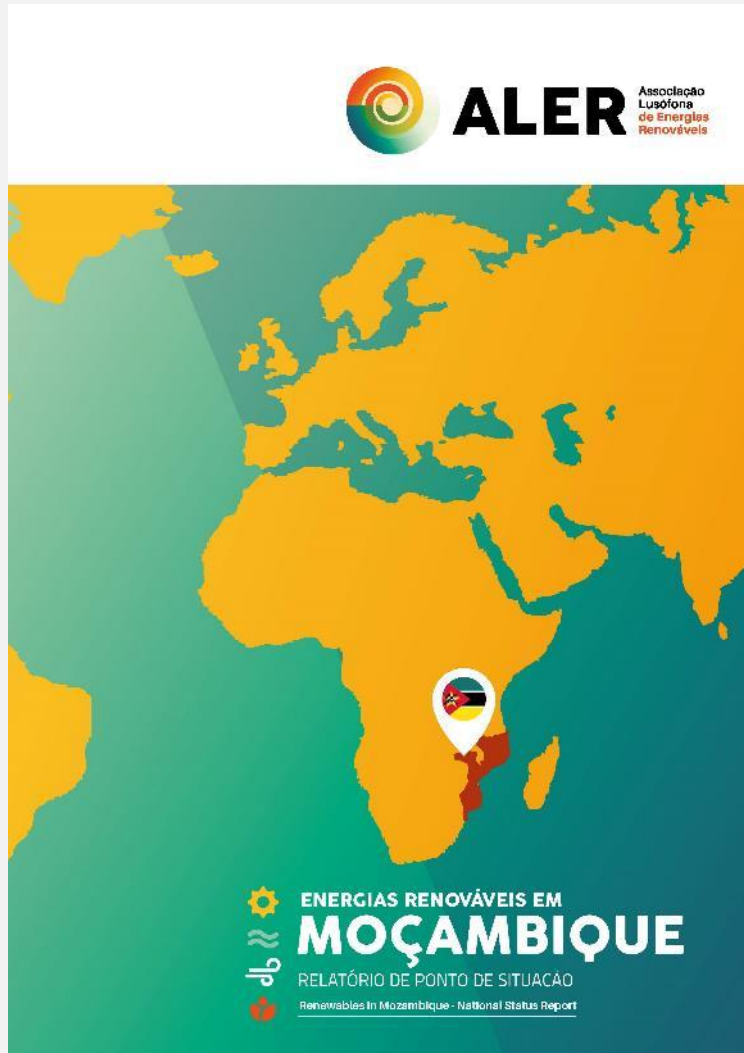 ALER
Associação
Lusófona
de Energias
Renováveis
ENERGIAS RENOVÁVEIS EM
MOÇAMBIQUE
RELATÓRIO DE PONTO DE SITUAÇÃO
Renewables in Mozambique - National Status Report